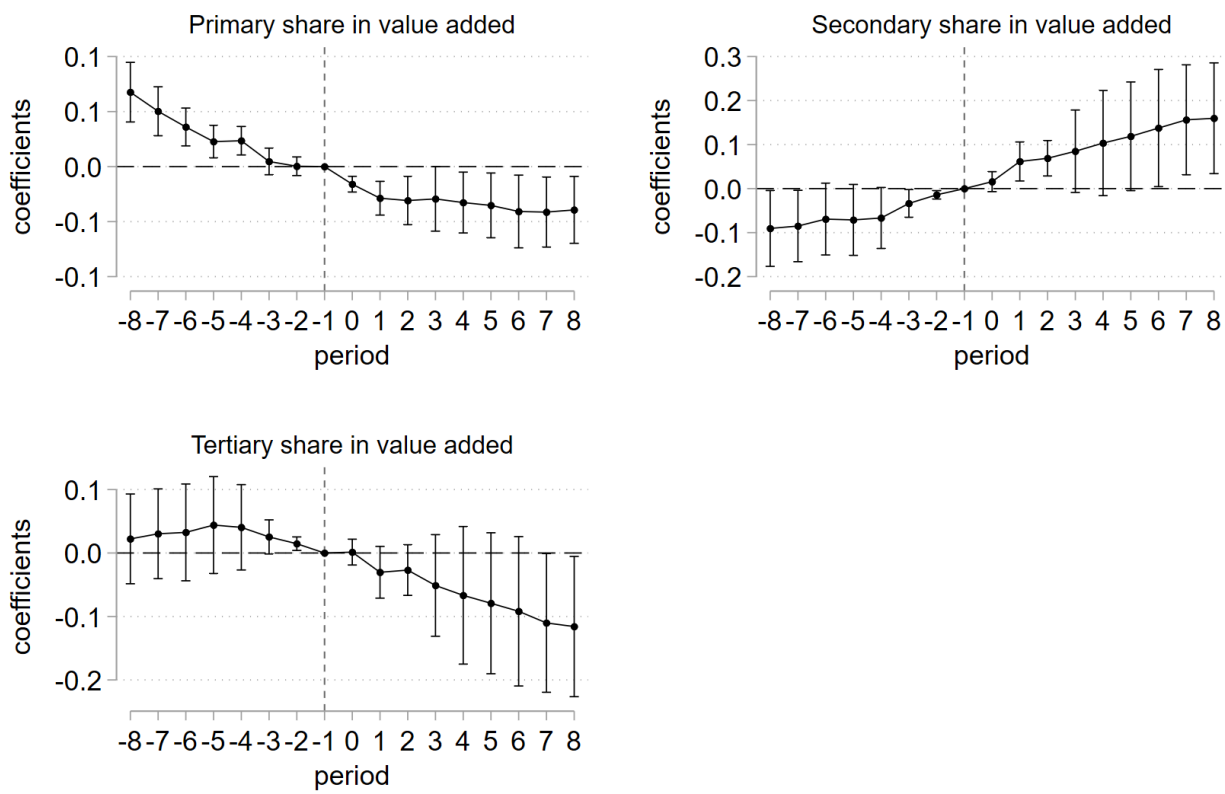 Primary share in value added
0.1
0.1
0.0
-0.1
-0.1
coefficients
-8 -7 -6 -5 -4 -3 -2 -1 0 1 2 3 4 5 6 7 8
period
Secondary share in value added
0.3
0.2
0.1
0.0
-0.1
-0.2
coefficients
-8 -7 -6 -5 -4 -3 -2 -1 0 1 2 3 4 5 6 7 8
period
Tertiary share in value added
0.1
0.0
-0.1
-0.2
coefficients
-8 -7 -6 -5 -4 -3 -2 -1 0 1 2 3 4 5 6 7 8
period